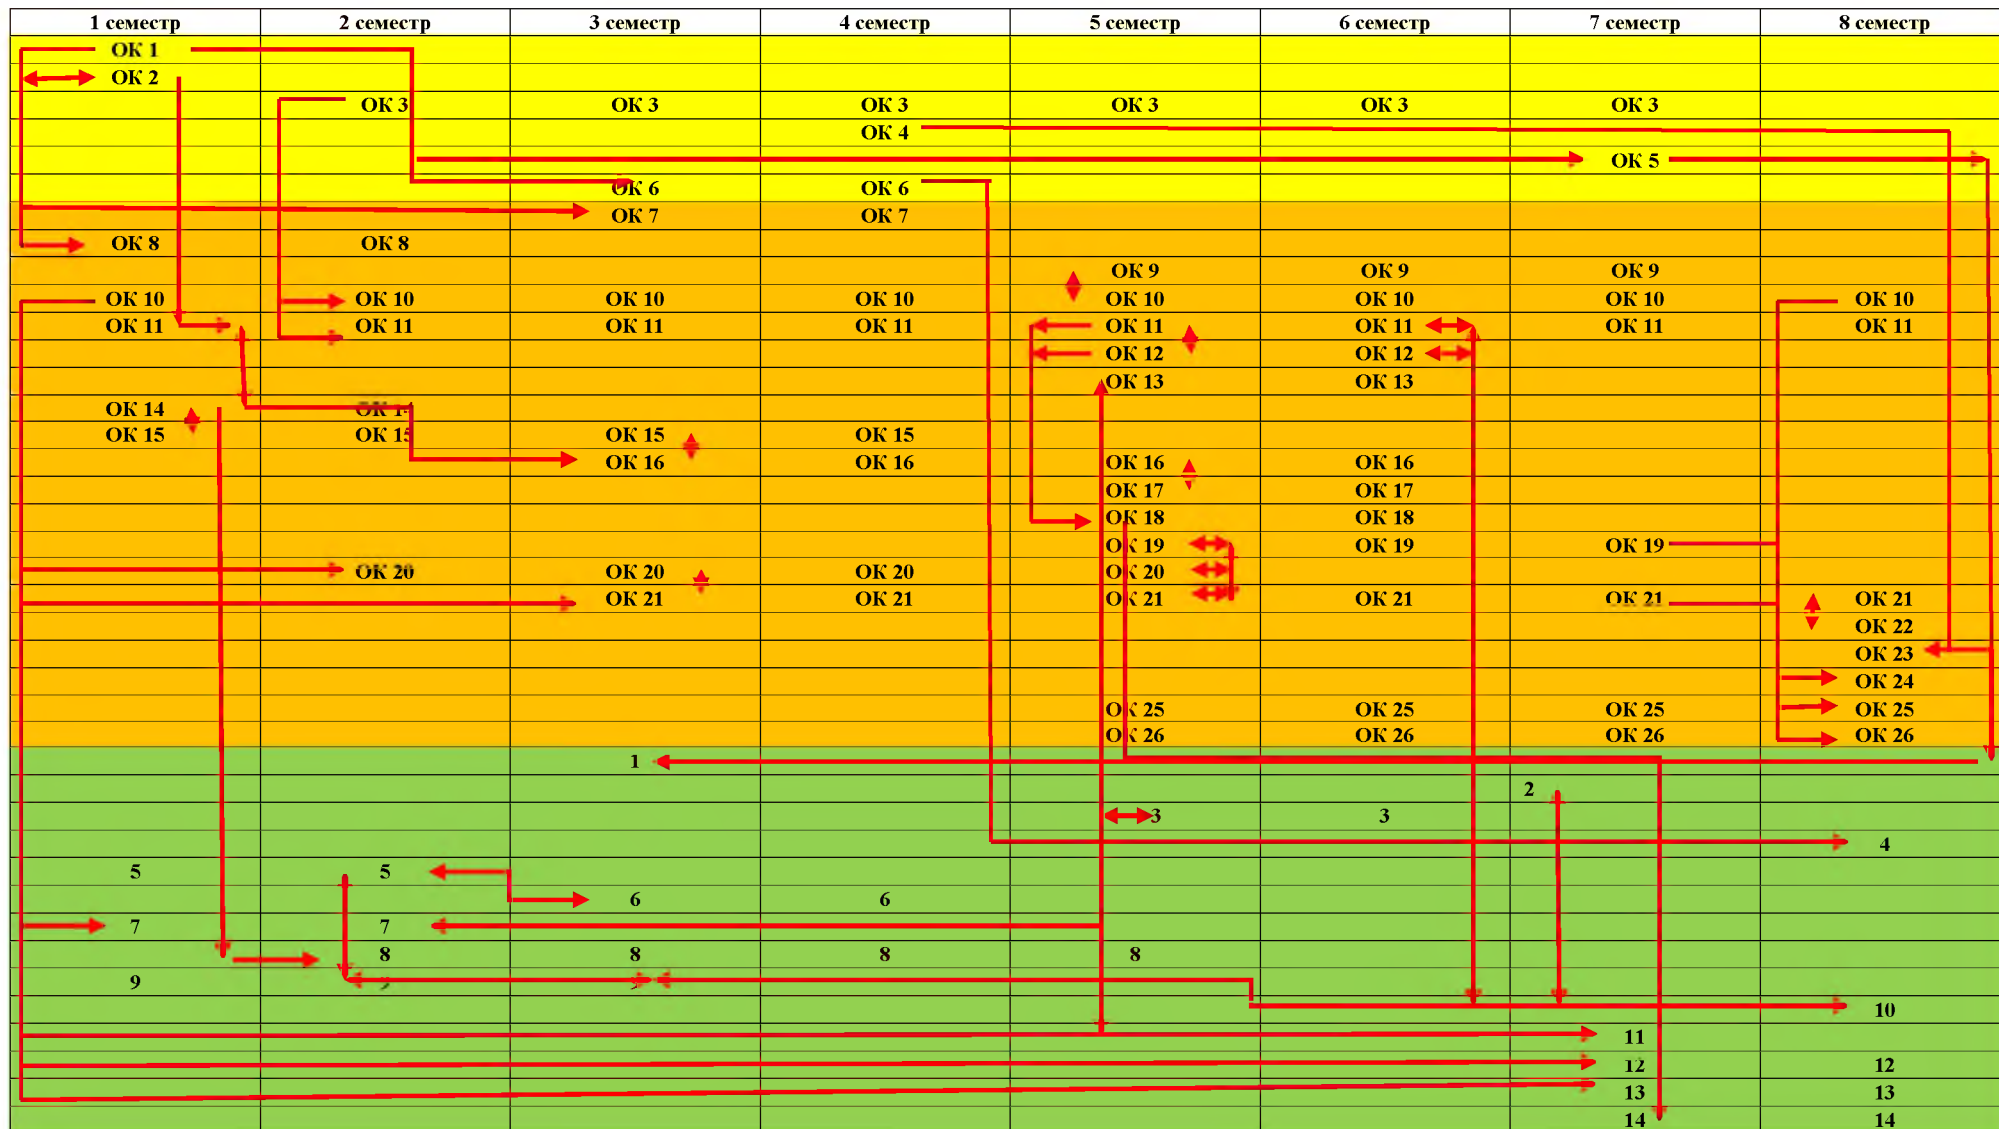 1 семестр 2 семестр 3 семестр 4 семестр 5 семестр 6 семестр 7 семестр 8 семестр
ОК 1
ОК 2
ОК 3 ОК 3 ОК 3 ОК 3 ОК 3 ОК 3
ОК 4
ОК 5
ОК 6 ОК 6
ОК 7 ОК 7
ОК 8 ОК 8
ОК 9 ОК 9 ОК 9
ОК 10 ОК 10 ОК 10 ОК 10 ОК 10 ОК 10 ОК 10 ОК 10
ОК 11 ОК 11 ОК 11 ОК 11 ОК 11 ОК 11 ОК 11 ОК 11
ОК 12 ОК 12
ОК 13 ОК 13
ОК 14 ОК 14
ОК 15 ОК 15 ОК 15 ОК 15
ОК 16 ОК 16 ОК 16 ОК 16
ОК 17 ОК 17
ОК 18 ОК 18
ОК 19 ОК 19 ОК 19
ОК 20 ОК 20 ОК 20 ОК 20
ОК 21 ОК 21 ОК 21 ОК 21 ОК 21 ОК 21
ОК 22
ОК 23
ОК 24
ОК 25 ОК 25 ОК 25 ОК 25
ОК 26 ОК 26 ОК 26 ОК 26
1
2
3 3
4
5 5
6 6
7 7
8 8 8 8
9
10
11
12 12
13 13
14 14